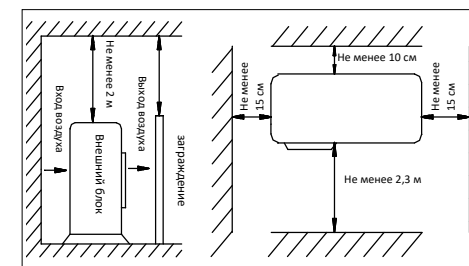 Не менее 2 м
Выход воздуха
Вход
воздуха
Внешний блок
заграждение
Не менее 10 см
Не менее
15 см
Не менее
15 см
Не менее 2,3 м